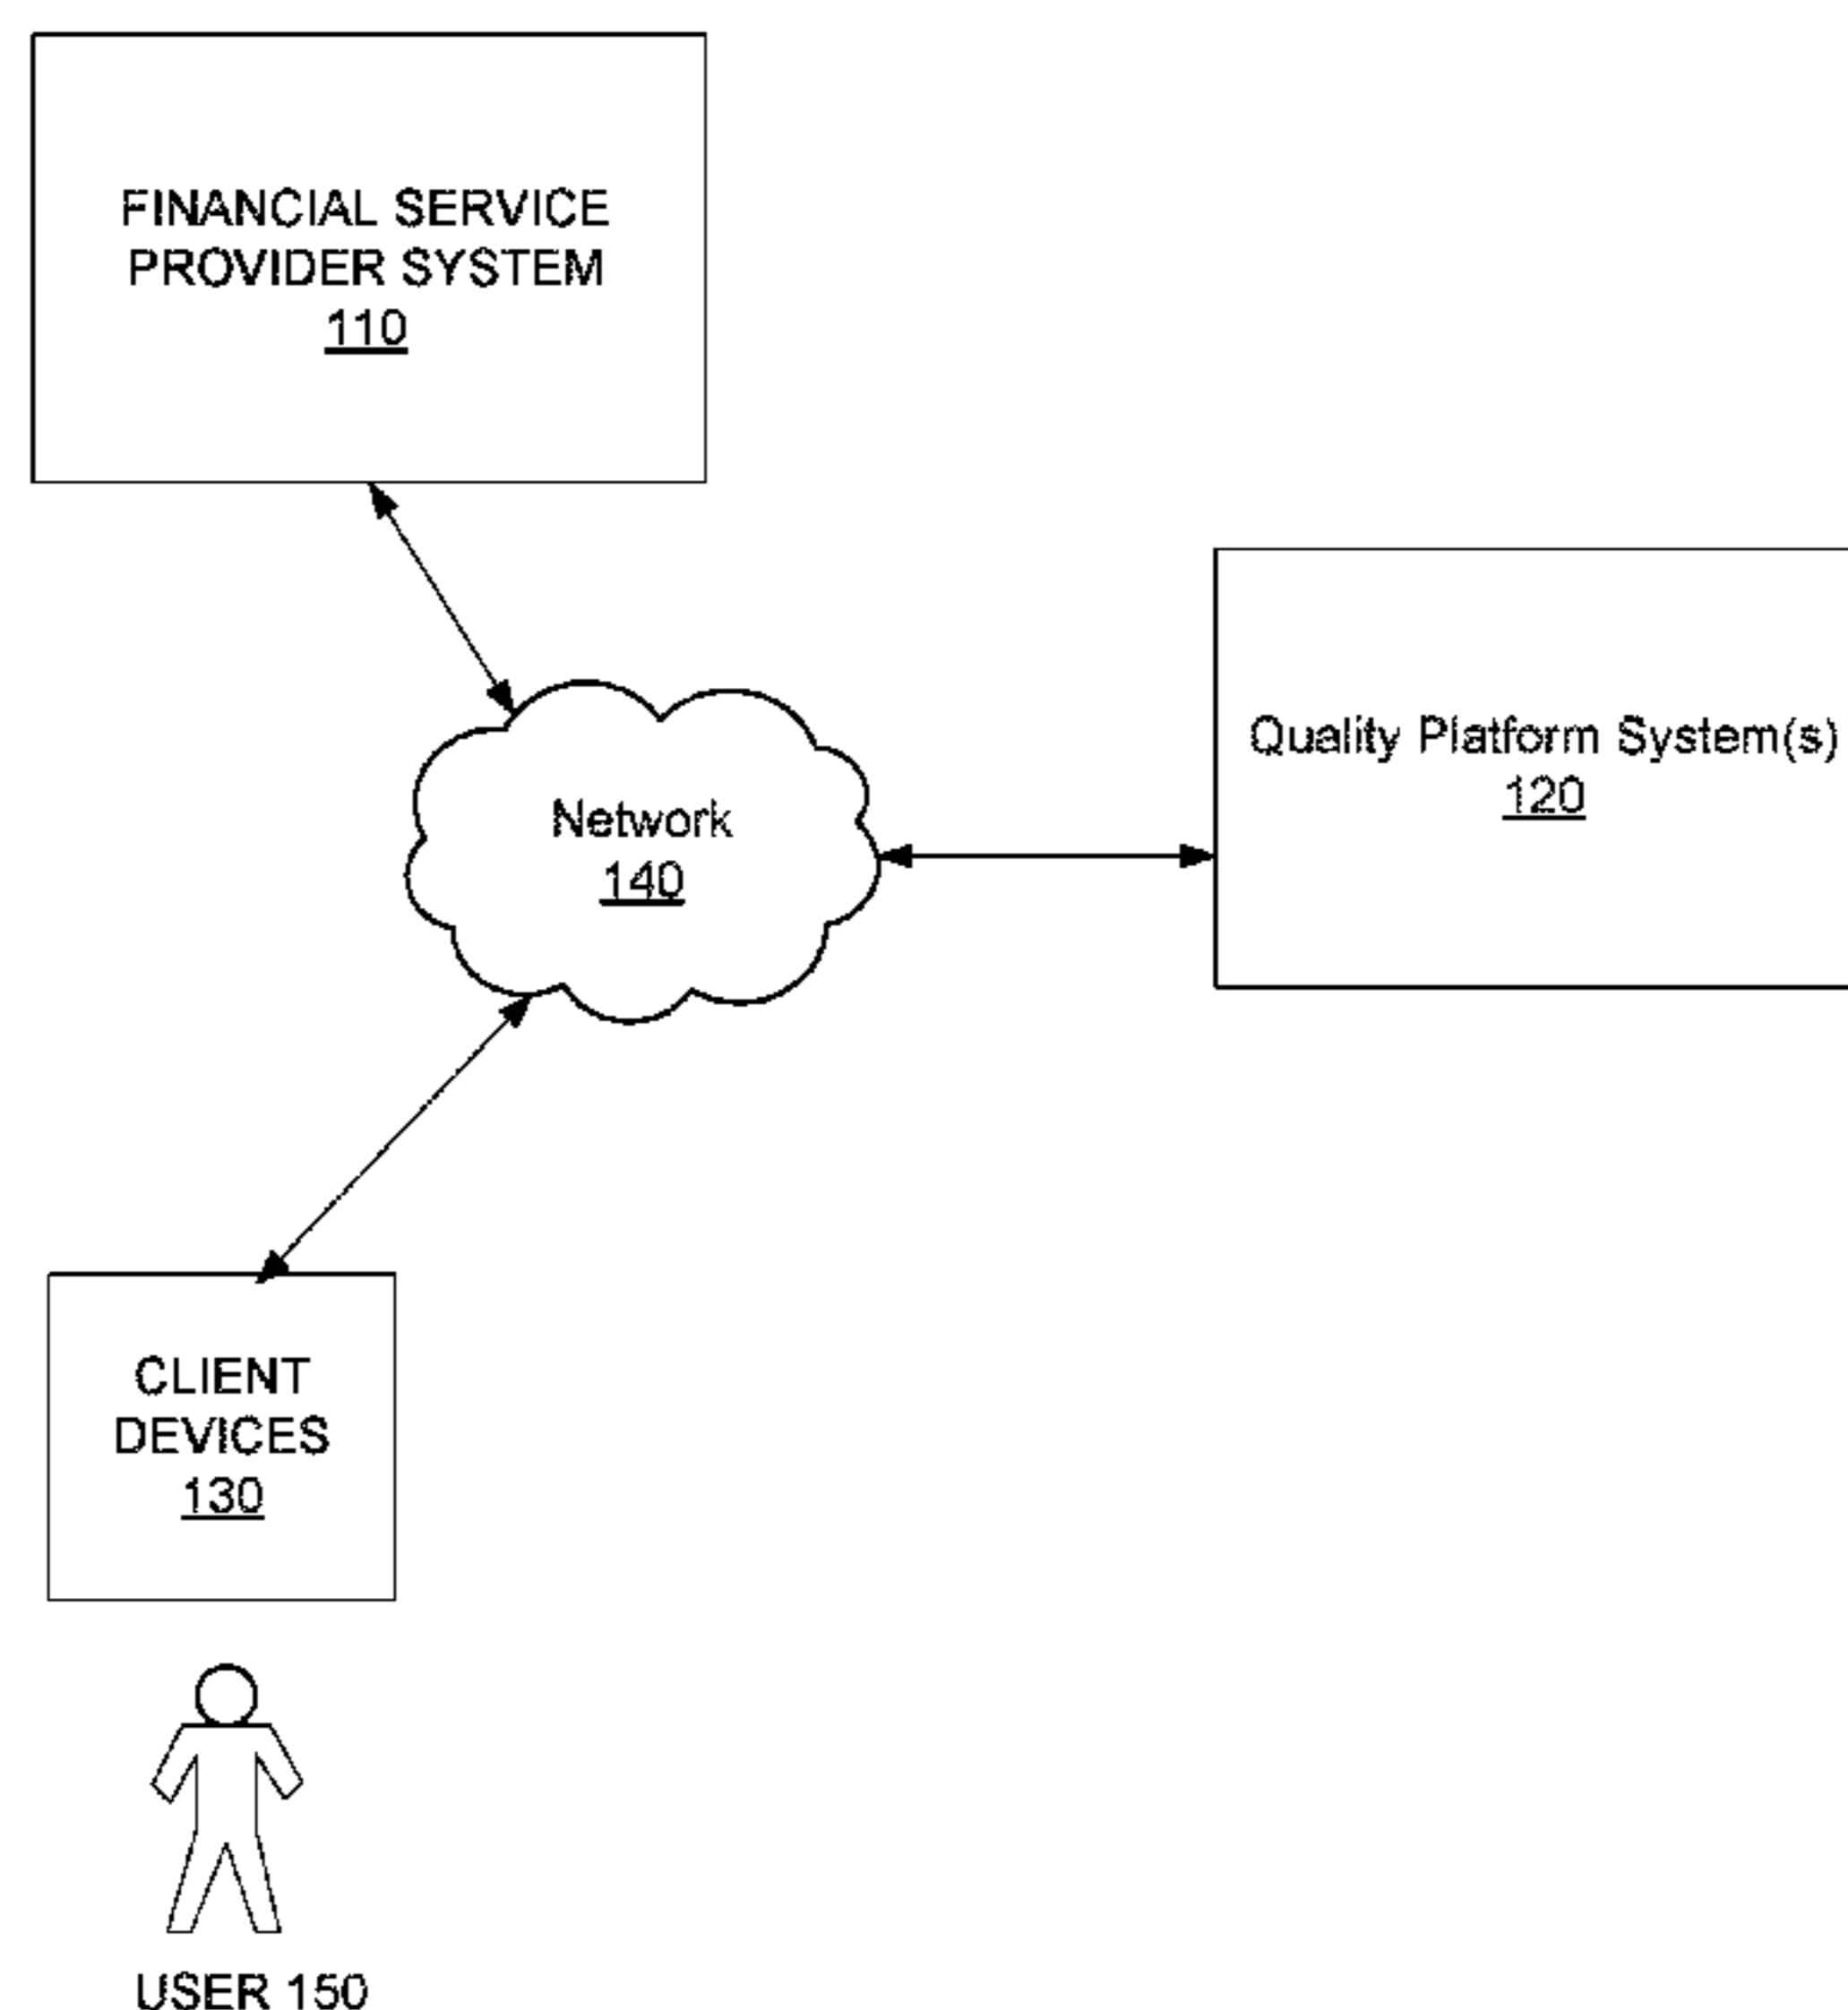 FINANCIAL SERVICE
PROVIDER SYSTEM
110
Quality Platform System(s)
120
Network
140
CLIENT
DEVICES
130
USER 150